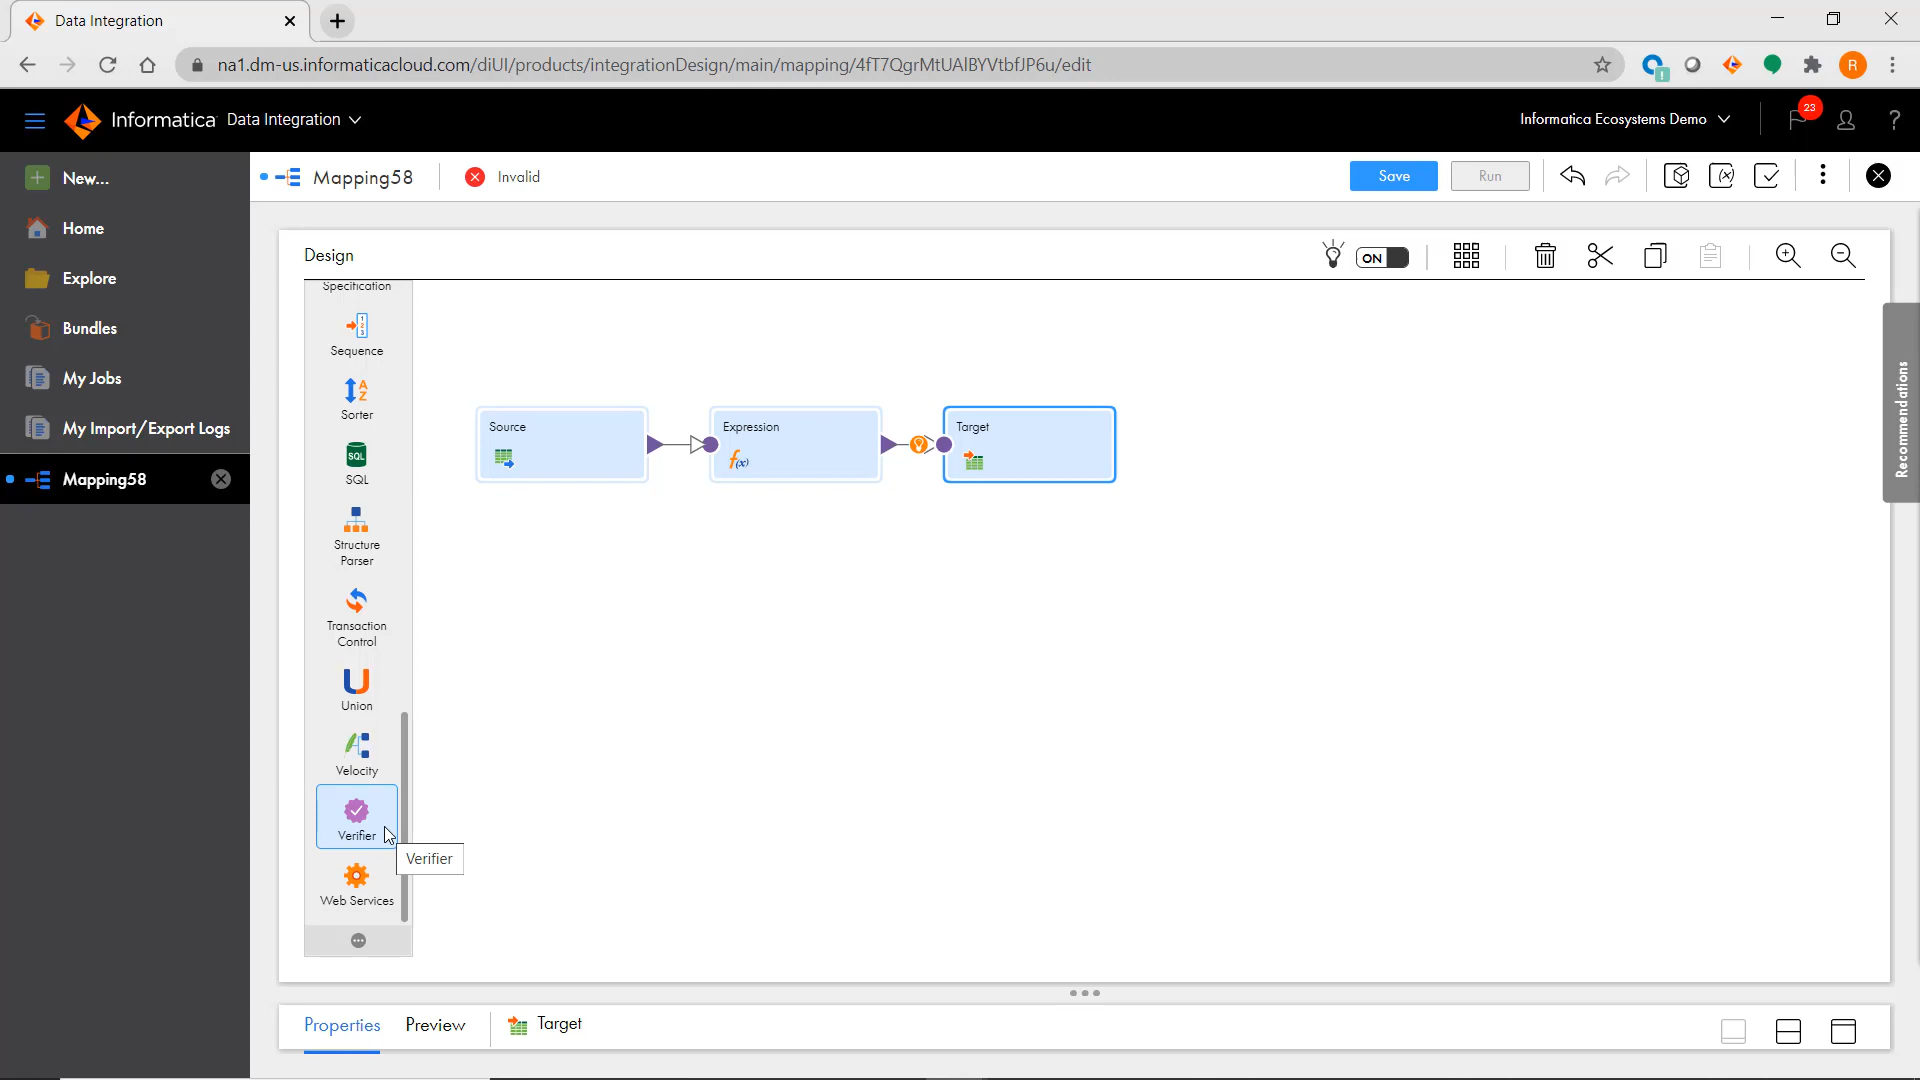 Data Integration
na1.dm-us.informaticacloud.com/diUI/products/integrationDesign/main/mapping/4fT7QgrMtUAlBYVtbfJP6u/edit
R
Informatica Data Integration
Informatica Ecosystems Demo
23
?
New...
Home
Explore
Bundles
My Jobs
My Import/Export Logs
Mapping58
Mapping58
Invalid
Save
Run
Design
ON
Specification
Sequence
Sorter
SQL
SQL
Structure
Parser
Transaction
Control
Union
Velocity
Verifier
Verifier
Web Services
Source
Expression
f(x)
Target
Recommendations
Properties
Preview
Target